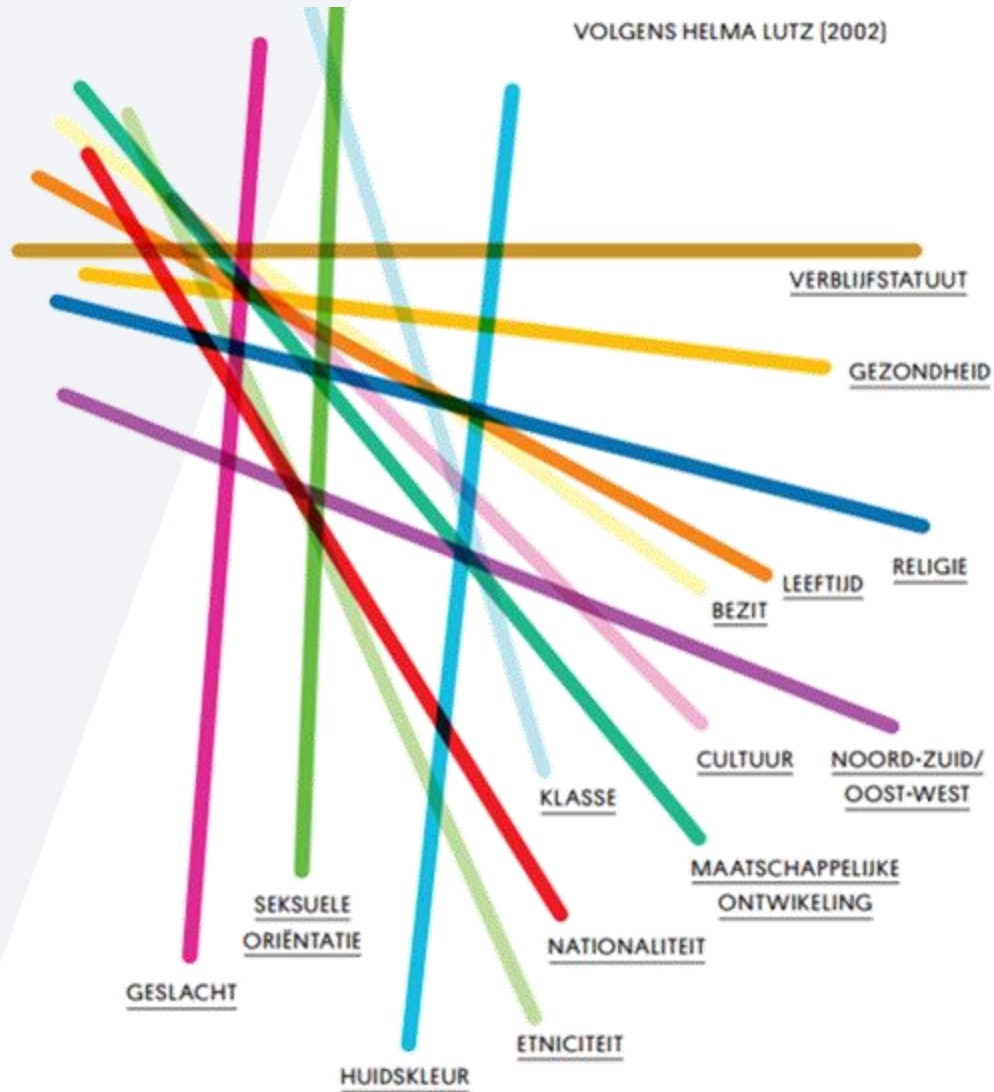 VOLGENS HELMA LUTZ (2002)
VERBLIJFSTATUUT
GEZONDHEID
RELIGIE
LEEFTIJD
BEZIT
NOORD-ZUID/
OOST-WEST
CULTUUR
KLASSE
MAATSCHAPPELIJKE
ONTWIKELING
SEKSUELE
ORIËNTATIE
NATIONALITEIT
GESLACHT
ETNICITEIT
HUIDSKLEUR